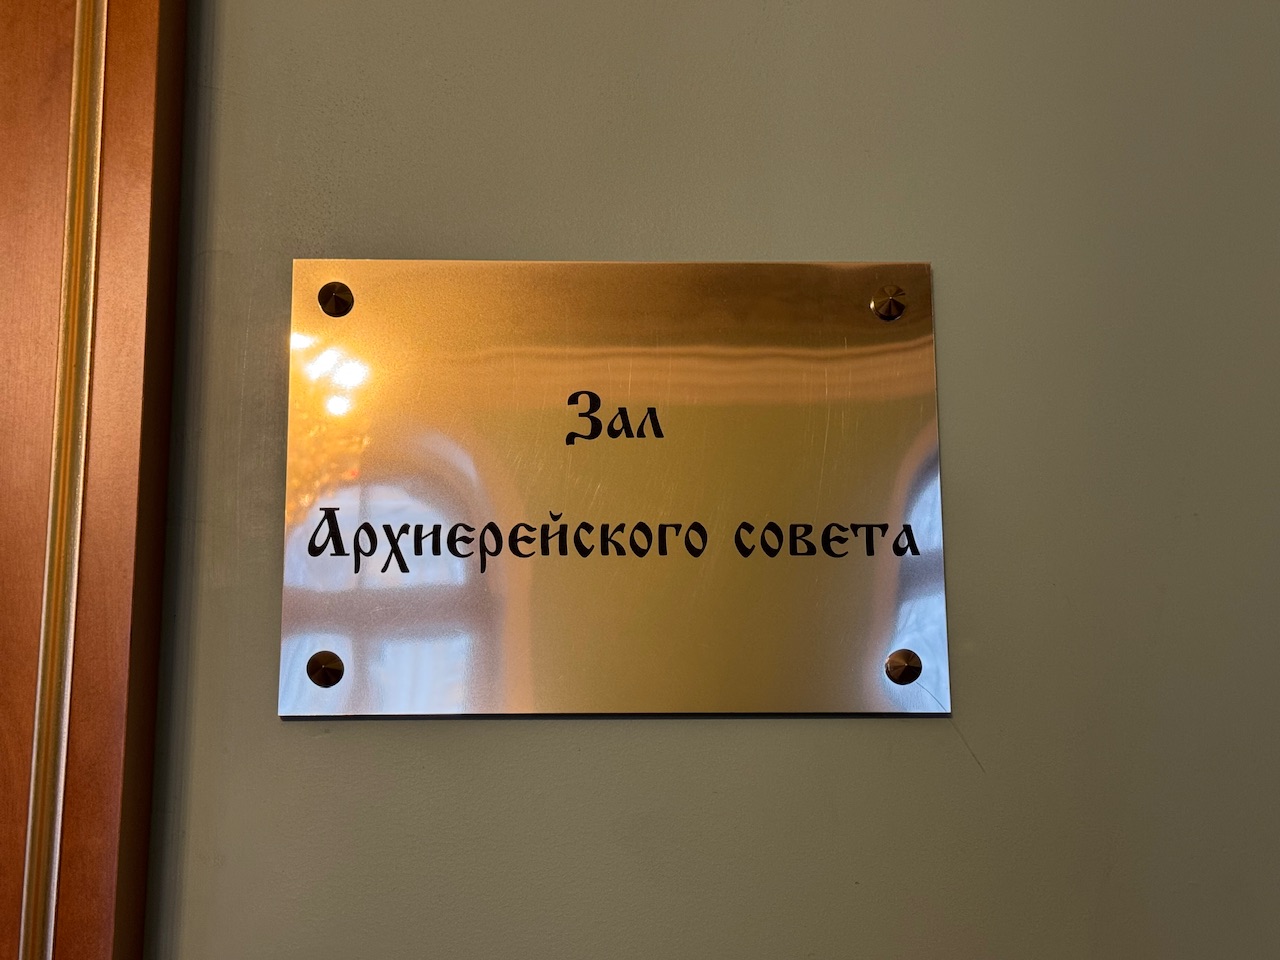 Зал
Архиерейского совета